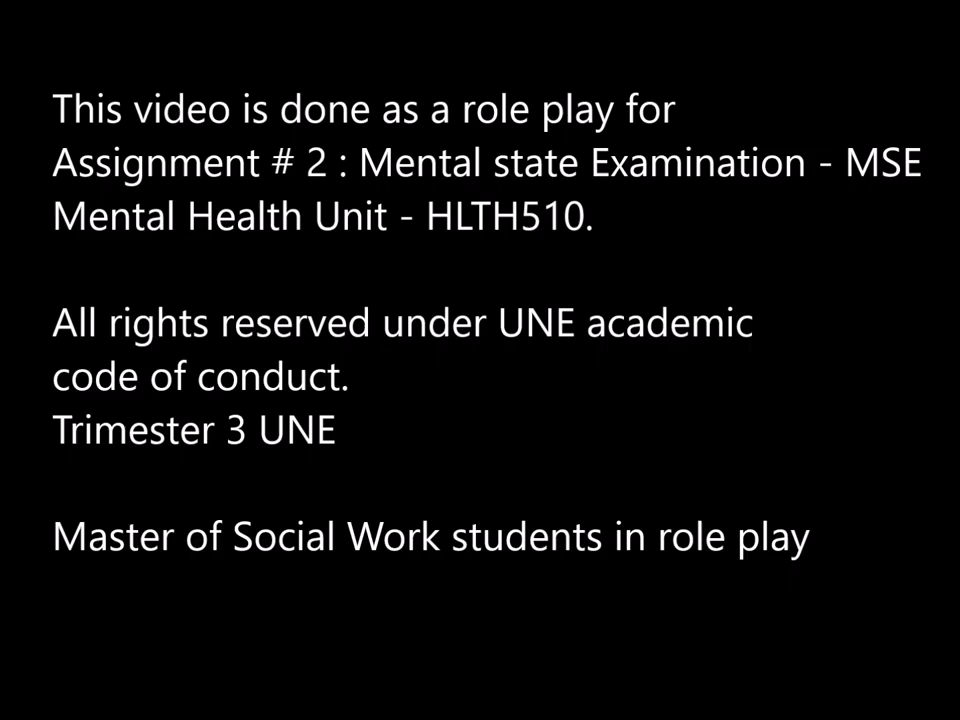 This video is done as a role play for
Assignment # 2 : Mental state Examination - MSE
Mental Health Unit - HLTH510.
All rights reserved under UNE academic
code of conduct.
Trimester 3 UNE
Master of Social Work students in role play